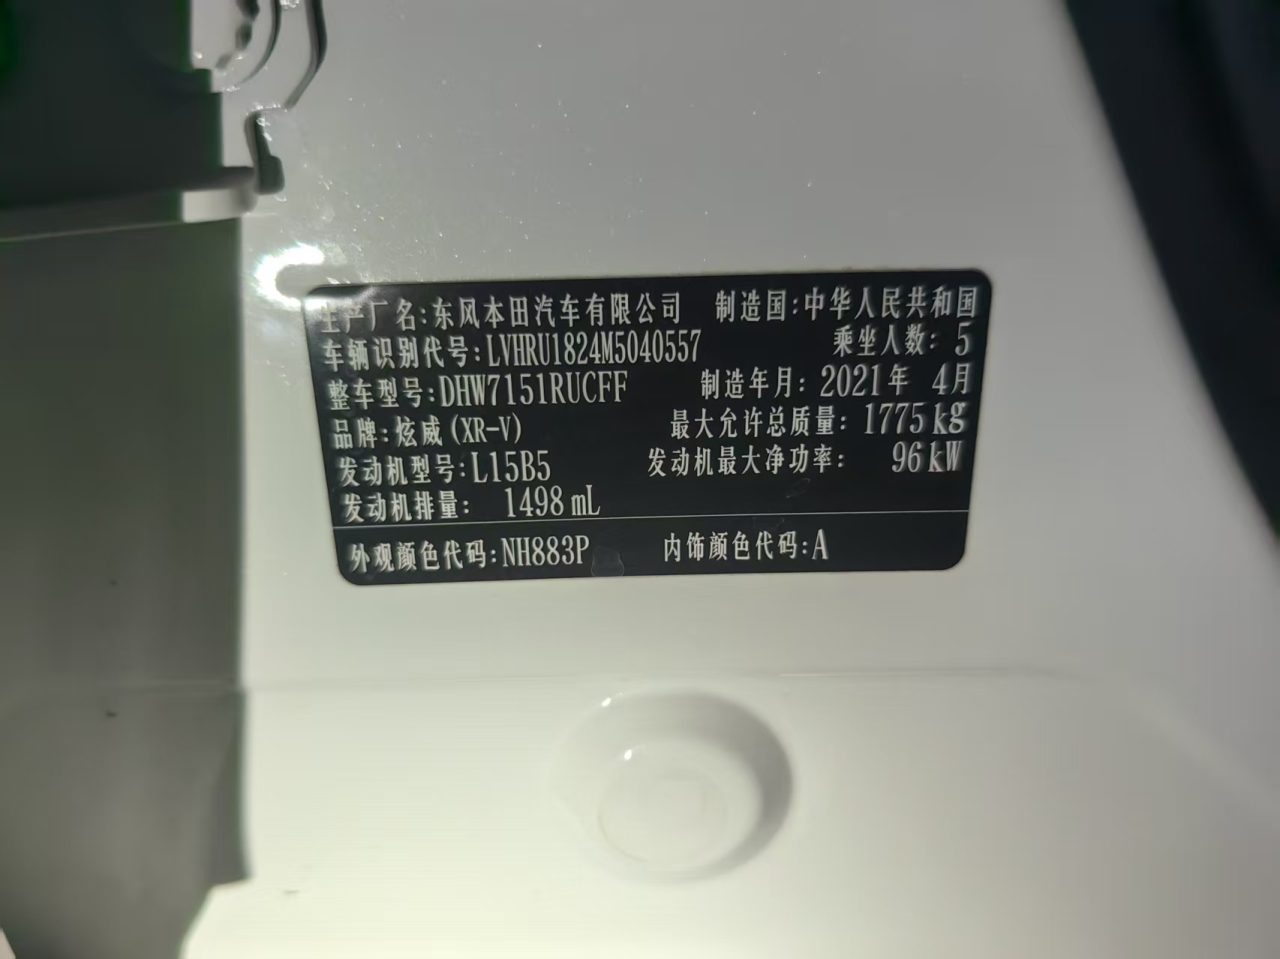 生产厂名:东风本田汽车有限公司 制造国:中华人民共和国
车辆识别代号:LVHRU1824M5040557 乘坐人数: 5
整车型号:DHW7151RUCFF 制造年月: 2021年 4月
品牌:炫威(XR-V) 最大允许总质量: 1775kg
发动机型号:L15B5 发动机最大净功率: 96kW
发动机排量: 1498mL
外观颜色代码:NH883P 内饰颜色代码:A